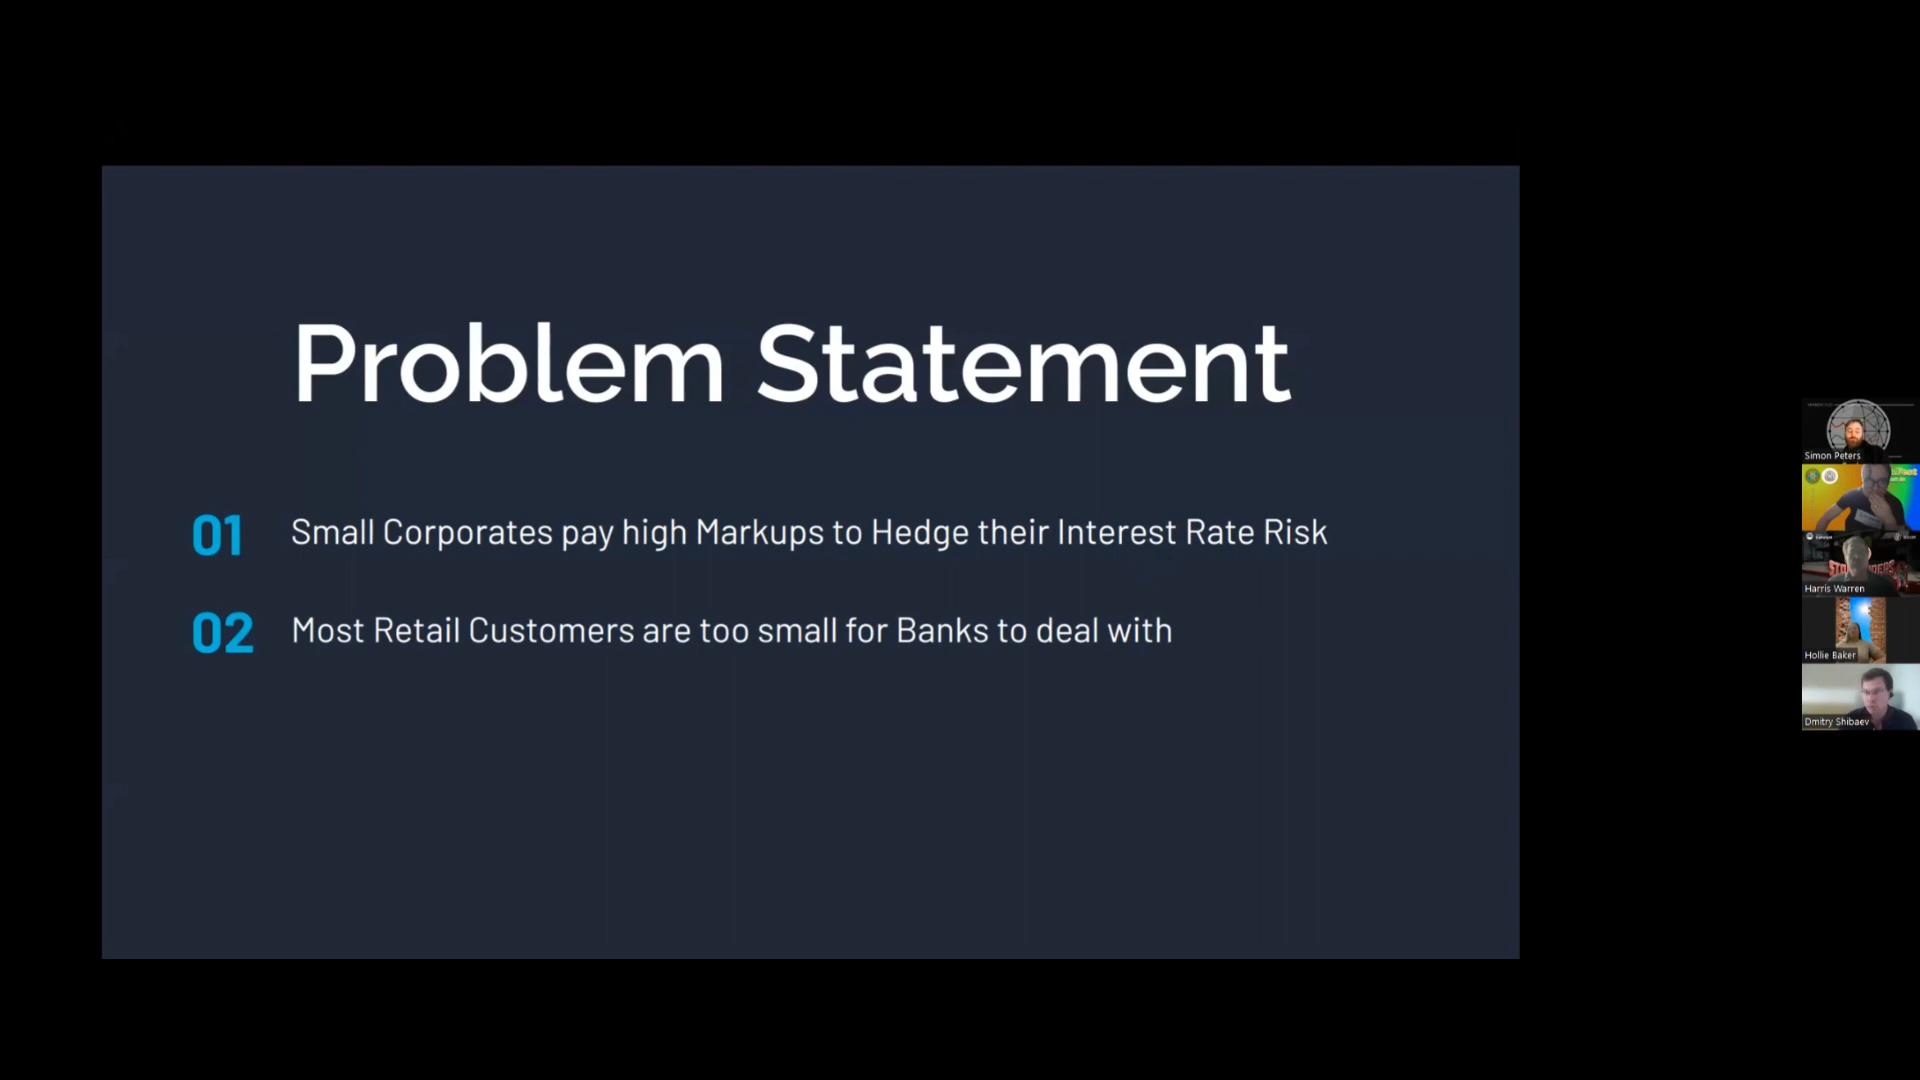 Problem Statement
01 Small Corporates pay high Markups to Hedge their Interest Rate Risk
02 Most Retail Customers are too small for Banks to deal with
Simon Peters
Harris Warren
Hollie Baker
Dmitry Shibaev